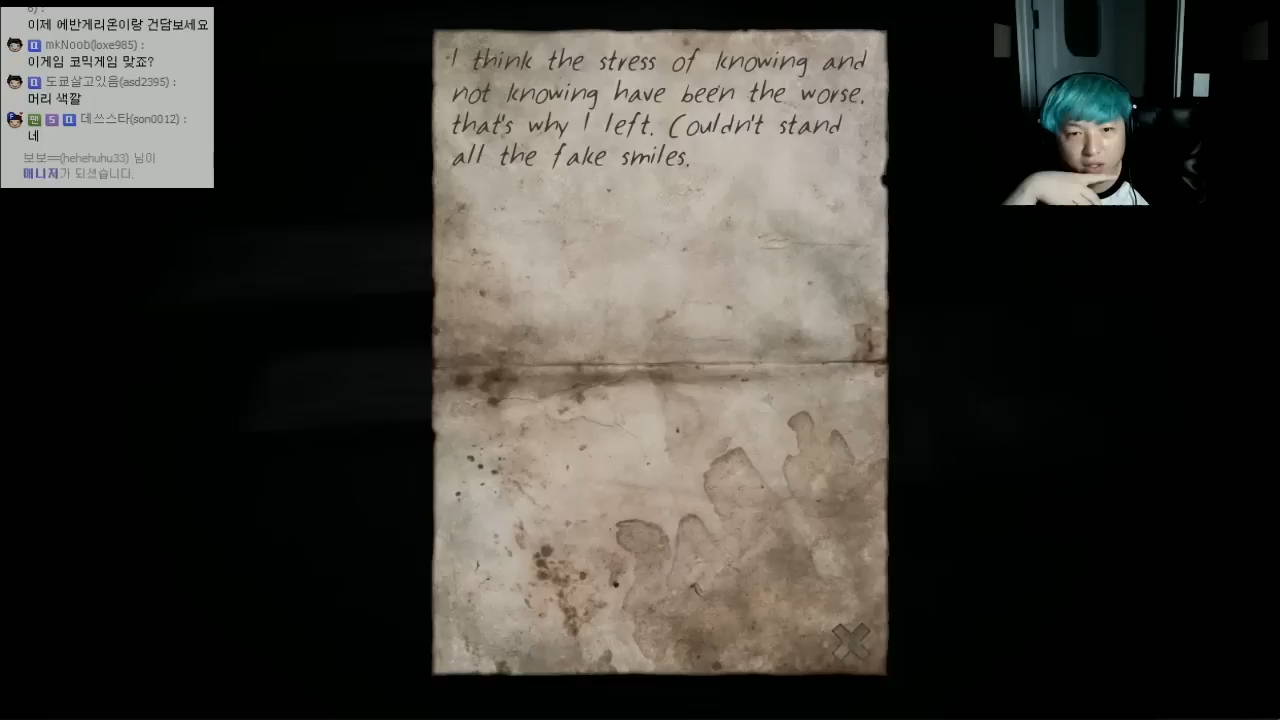 이제 에반게리온이랑 건담보세요
mkNoob(loxe985) :
이게임 코믹게임 맞죠?
도쿄살고있음(asd2395) :
머리 색깔
팬 5 데쓰스타(son0012) :
네
보보==(hehehuhu33) 님이
매니저가 되셨습니다.
I think the stress of knowing and
not knowing have been the worse.
that's why I left. Couldn't stand
all the fake smiles.